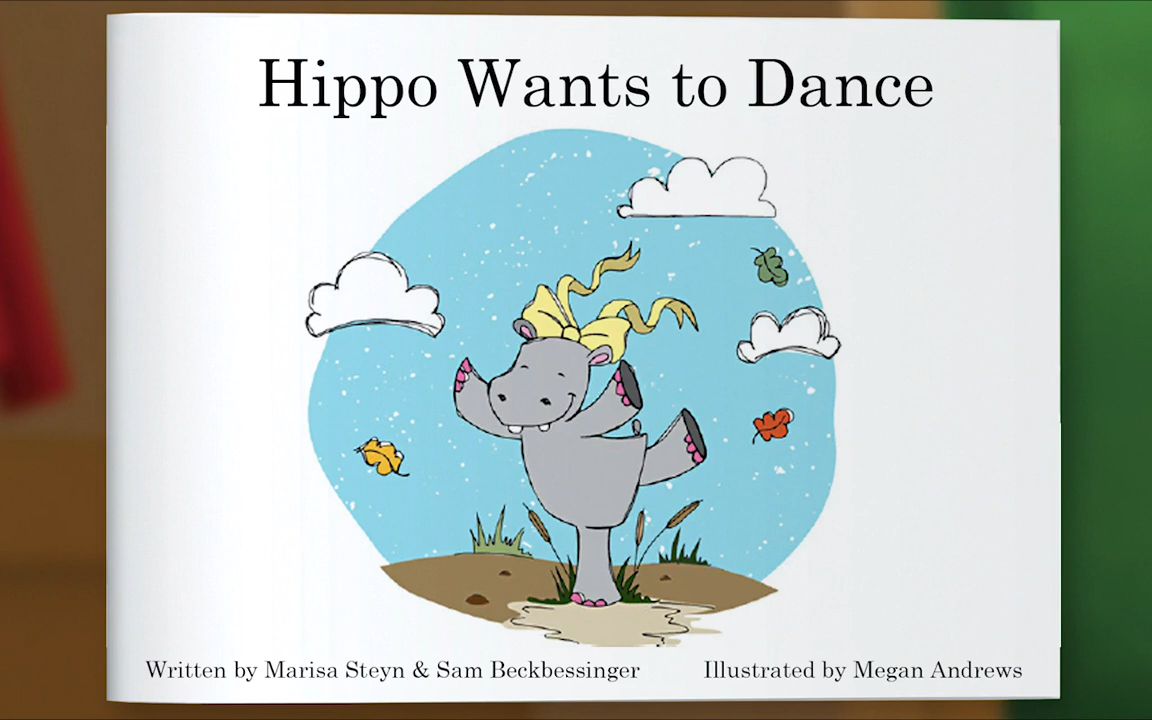 Hippo Wants to Dance
Written by Marisa Steyn & Sam Beckbessinger
Illustrated by Megan Andrews